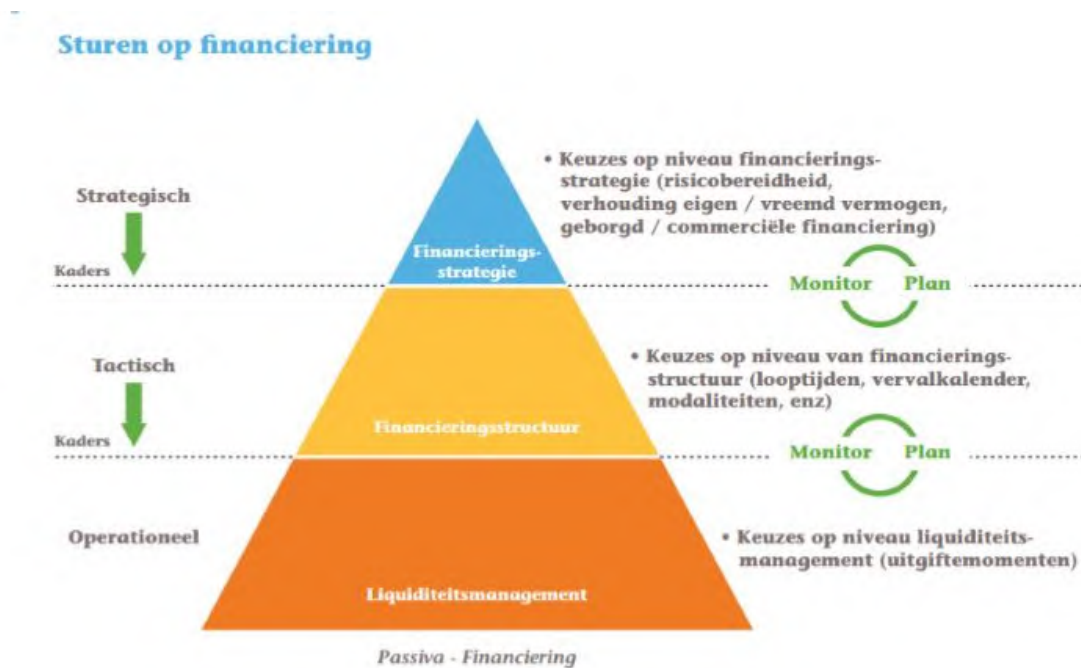 Sturen op financiering
• Keuzes op niveau financierings-
strategie (risicobereidheid,
verhouding eigen / vreemd vermogen,
geborgd / commerciële financiering)
Strategisch
Financierings-
strategie
Kaders
Monitor Plan
• Keuzes op niveau van financierings-
structuur (looptijden, vervalkalender,
modaliteiten, enz)
Tactisch
Financieringsstructuur
Kaders
Monitor Plan
Operationeel
• Keuzes op niveau liquiditeits-
management (uitgiftemomenten)
Liquiditeitsmanagement
Passiva - Financiering